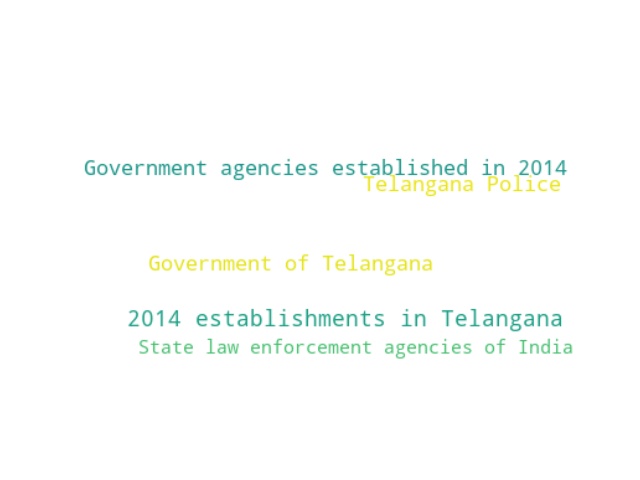 Government agencies established in 2014
Telangana Police
Government of Telangana
2014 establishments in Telangana
State law enforcement agencies of India